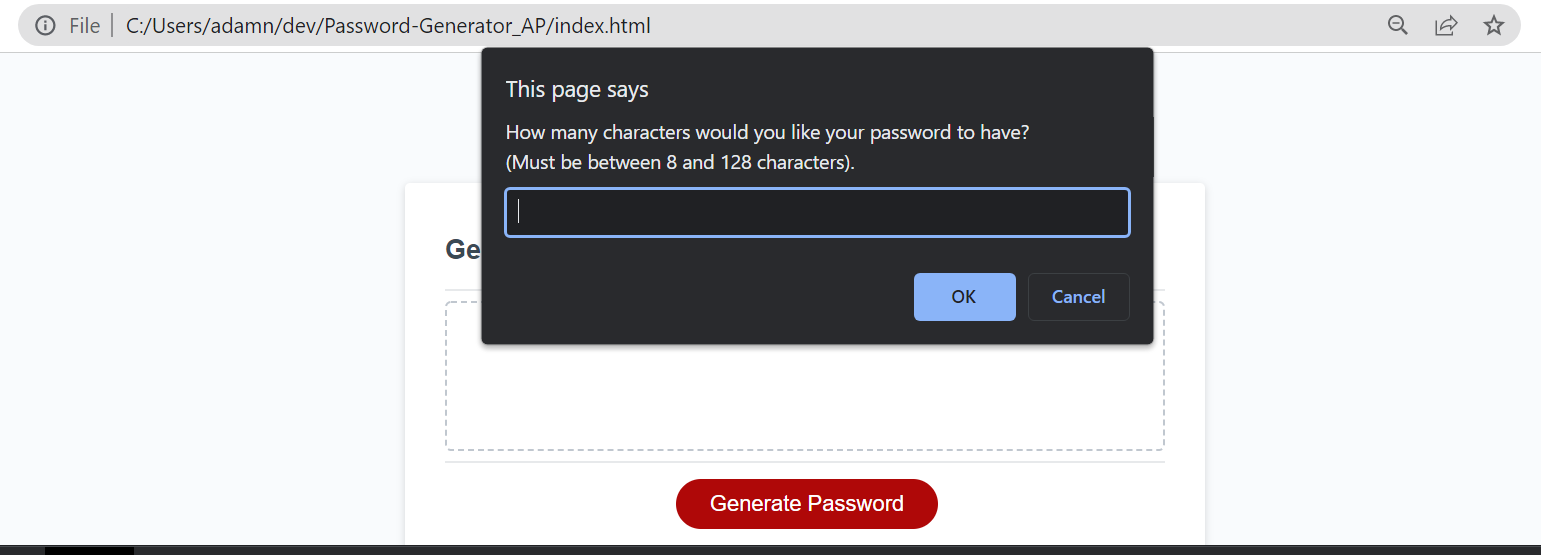 File C:/Users/adamn/dev/Password-Generator_AP/index.html
This page says
How many characters would you like your password to have?
(Must be between 8 and 128 characters).
OK Cancel
Ge
Generate Password